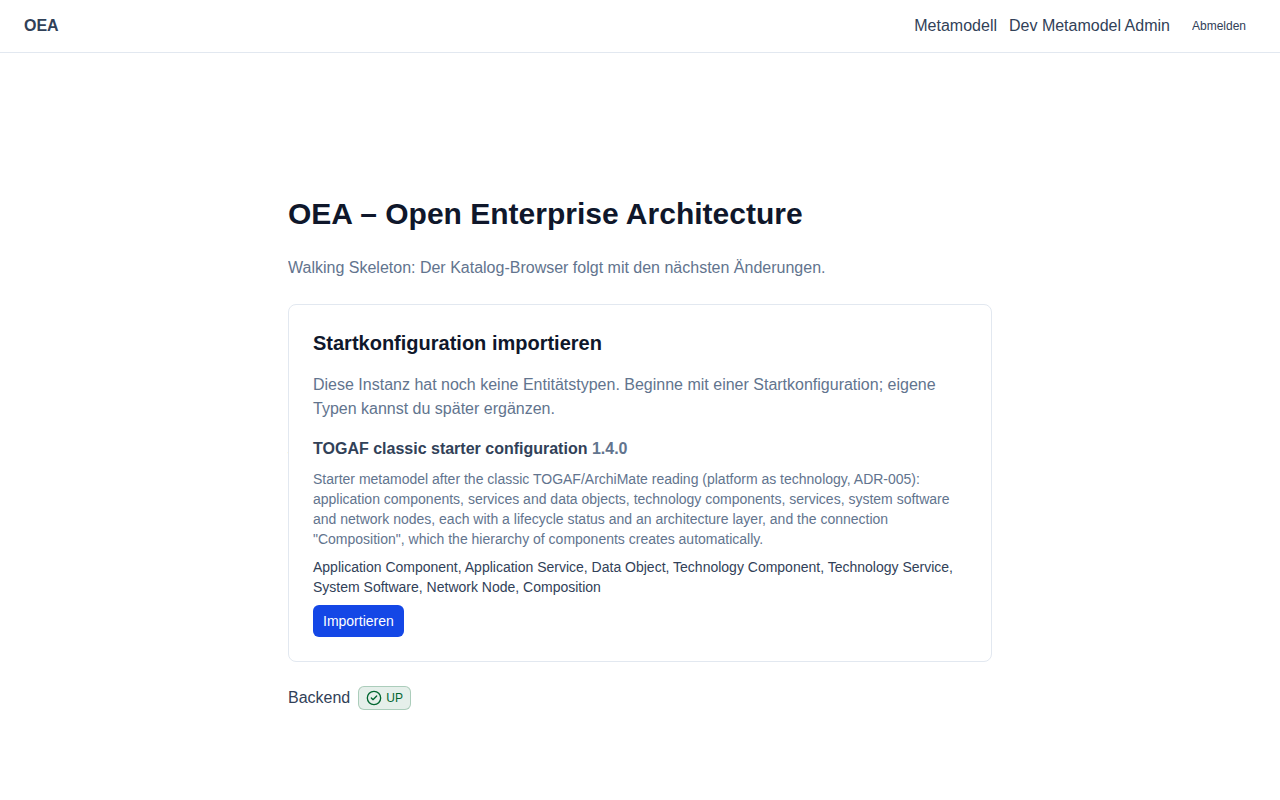 OEA
Metamodell Dev Metamodel Admin Abmelden
OEA – Open Enterprise Architecture
Walking Skeleton: Der Katalog-Browser folgt mit den nächsten Änderungen.
Startkonfiguration importieren
Diese Instanz hat noch keine Entitätstypen. Beginne mit einer Startkonfiguration; eigene
Typen kannst du später ergänzen.
TOGAF classic starter configuration 1.4.0
Starter metamodel after the classic TOGAF/ArchiMate reading (platform as technology, ADR-005):
application components, services and data objects, technology components, services, system software
and network nodes, each with a lifecycle status and an architecture layer, and the connection
"Composition", which the hierarchy of components creates automatically.
Application Component, Application Service, Data Object, Technology Component, Technology Service,
System Software, Network Node, Composition
Importieren
Backend UP